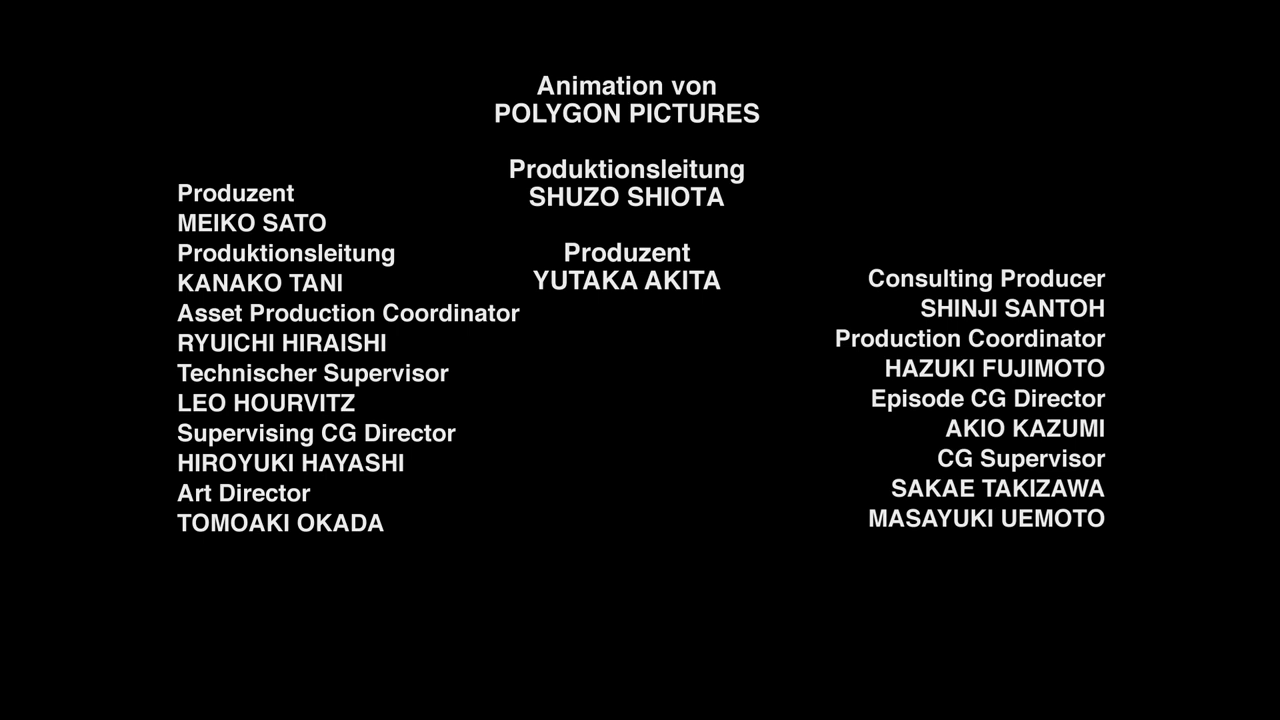 Animation von
POLYGON PICTURES
Produktionsleitung
SHUZO SHIOTA
Produzent
YUTAKA AKITA
Produzent
MEIKO SATO
Produktionsleitung
KANAKO TANI
Asset Production Coordinator
RYUICHI HIRAISHI
Technischer Supervisor
LEO HOURVITZ
Supervising CG Director
HIROYUKI HAYASHI
Art Director
TOMOAKI OKADA
Consulting Producer
SHINJI SANTOH
Production Coordinator
HAZUKI FUJIMOTO
Episode CG Director
AKIO KAZUMI
CG Supervisor
SAKAE TAKIZAWA
MASAYUKI UEMOTO